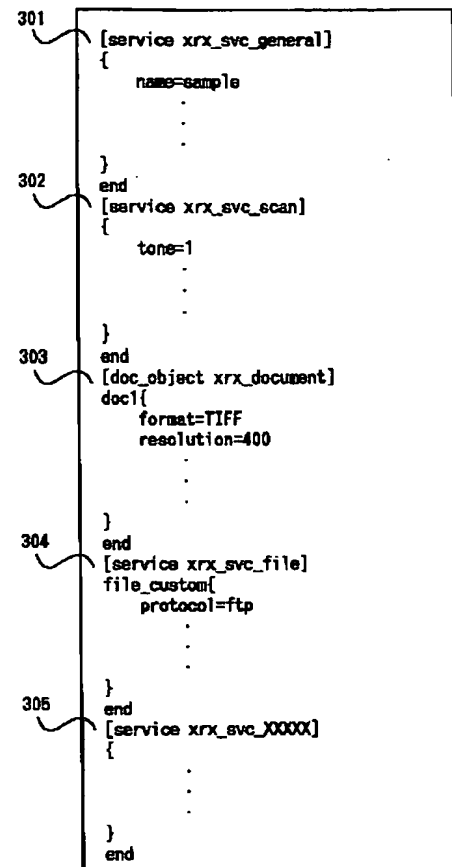 301
[service xrx_svc_general]
{
name=sample
.
.
.
}
end
302
[service xrx_svc_scan]
{
tone=1
.
.
.
}
end
303
[doc_object xrx_document]
doc1{
format=TIFF
resolution=400
.
.
.
}
end
304
[service xrx_svc_file]
file_custom{
protocol=ftp
.
.
.
}
end
305
[service xrx_svc_XXXXX]
{
.
.
.
}
end